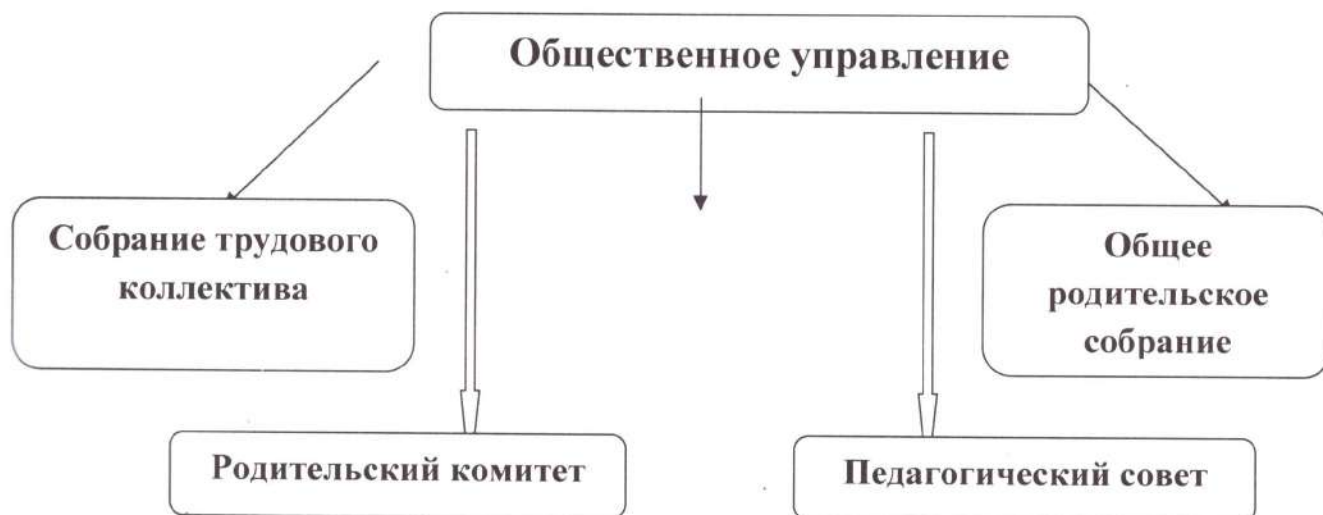 Общественное управление
Собрание трудового
коллектива
Общее
родительское
собрание
Родительский комитет
Педагогический совет